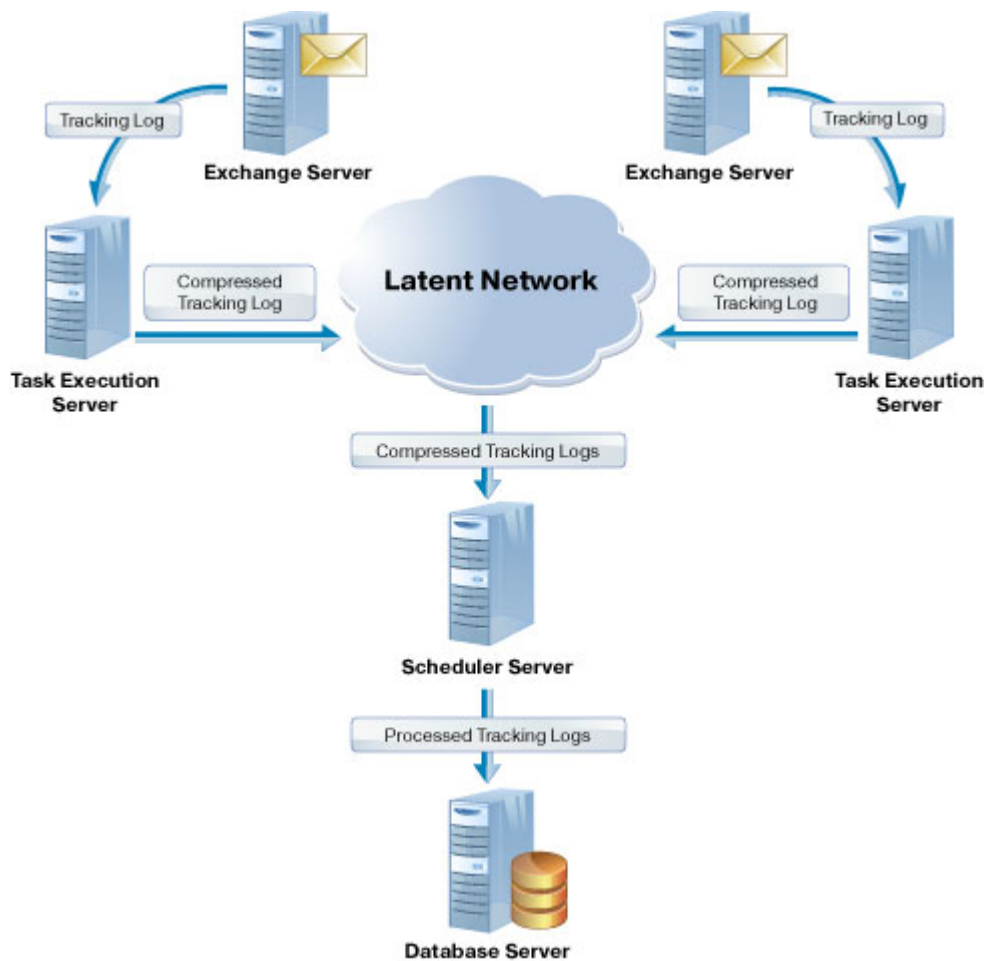 Tracking Log
Exchange Server
Exchange Server
Tracking Log
Latent Network
Compressed
Tracking Log
Compressed
Tracking Log
Task Execution
Server
Task Execution
Server
Compressed Tracking Logs
Scheduler Server
Processed Tracking Logs
Database Server